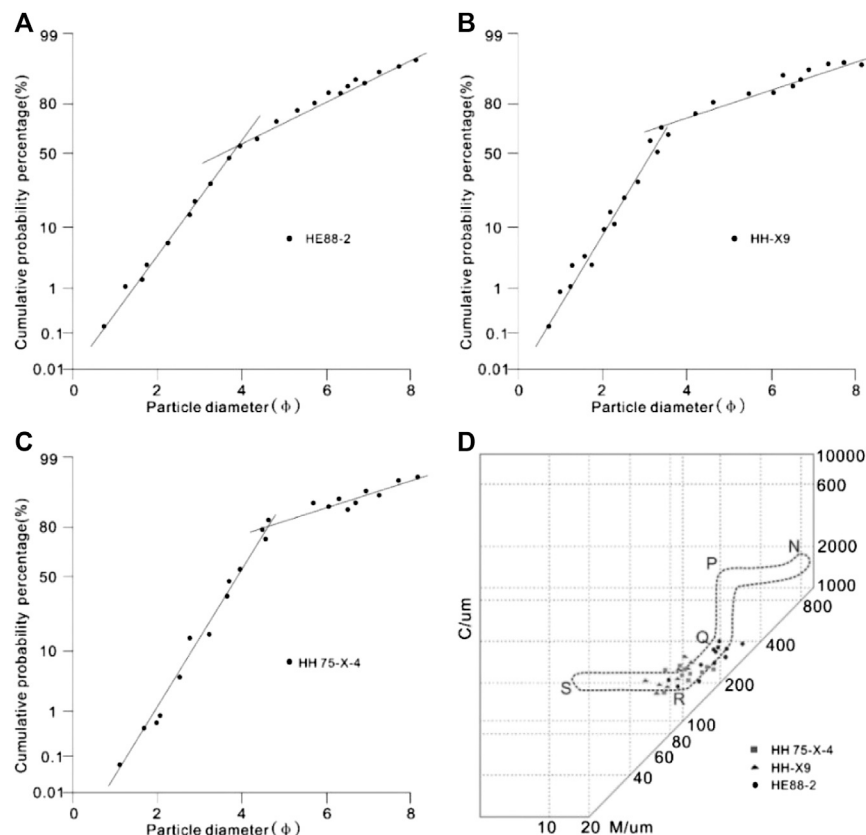 A
Cumulative probability percentage(%)
99
80
50
10
1
0.1
0.01
HE88-2
0
2
4
6
8
Particle diameter(Φ)
B
Cumulative probability percentage(%)
99
80
50
10
1
0.1
0.01
HH-X9
0
2
4
6
8
Particle diameter(Φ)
C
Cumulative probability percentage(%)
99
80
50
10
1
0.1
0.01
HH 75-X-4
0
2
4
6
8
Particle diameter(Φ)
D
C/um
10000
600
2000
1000
800
400
200
100
80
60
40
N
P
Q
S
R
HH 75-X-4
HH-X9
HE88-2
10
20
M/um